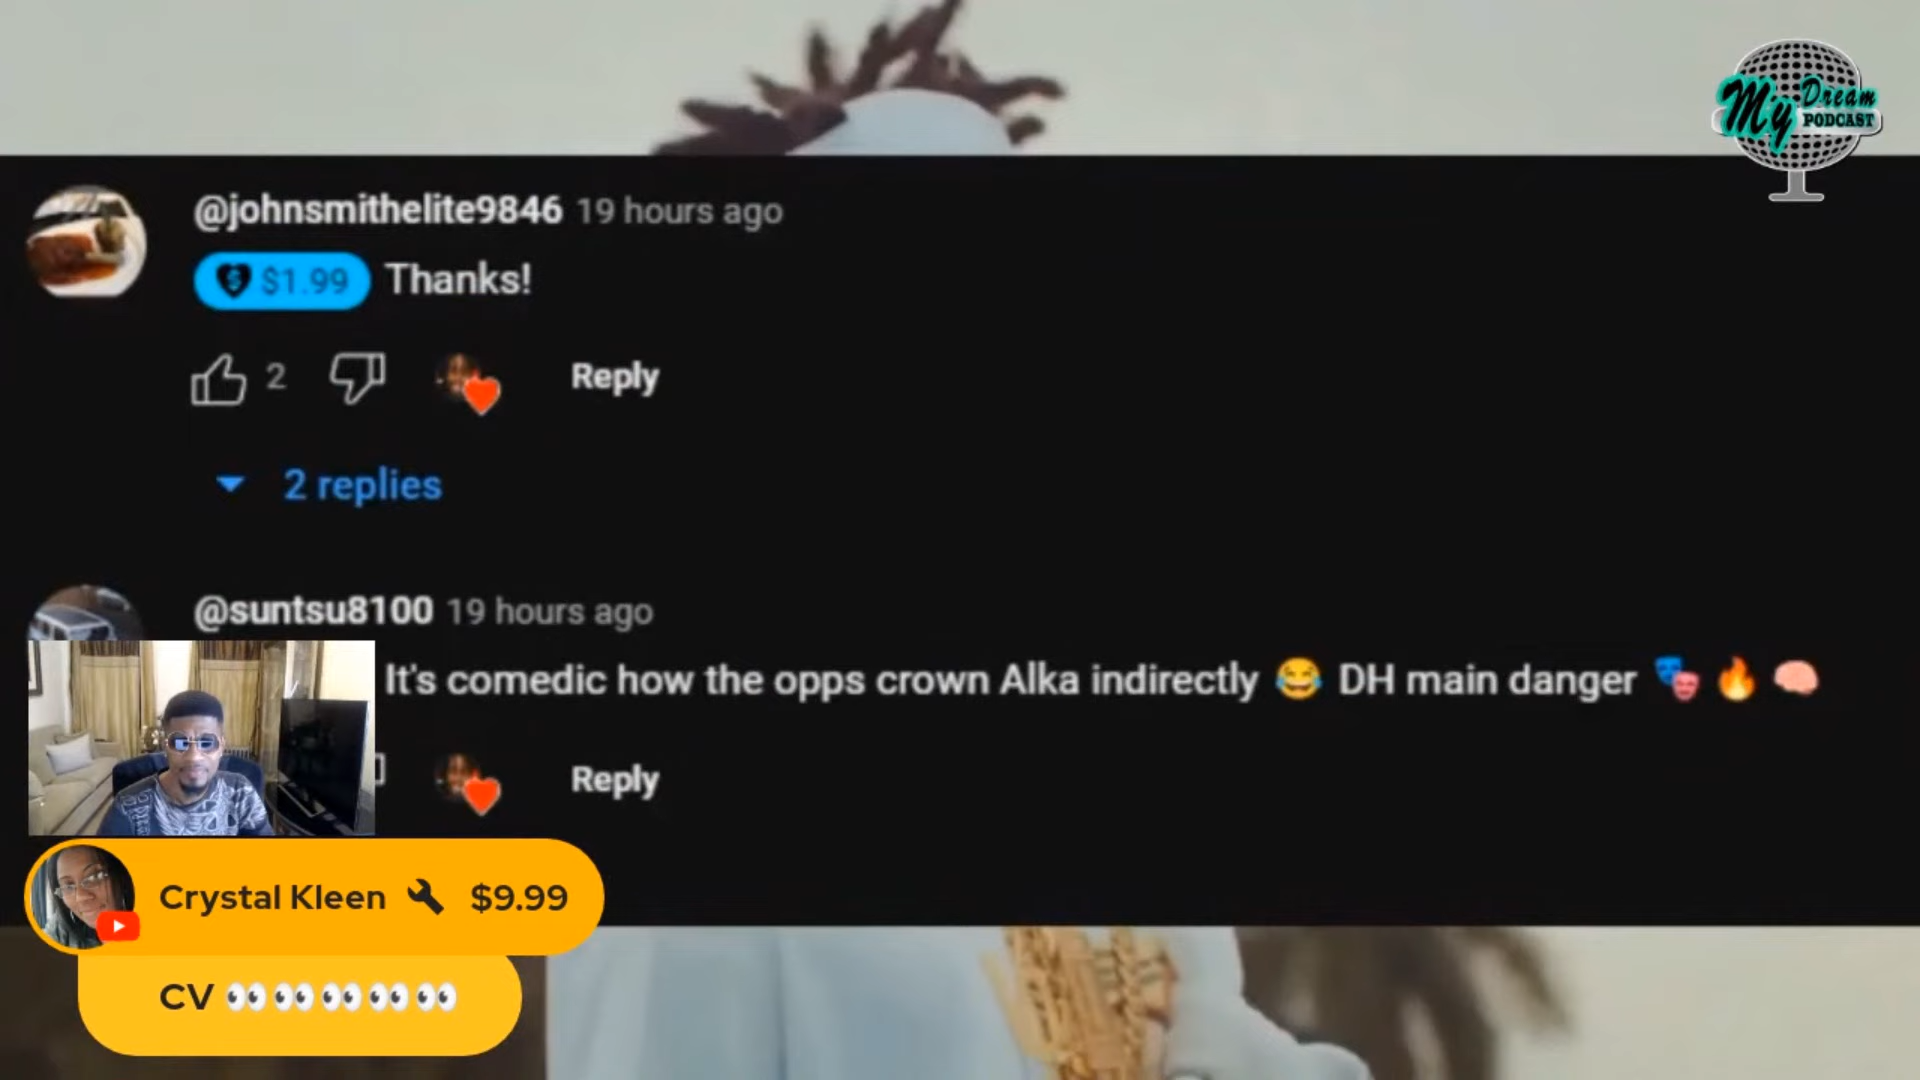 My Dream
PODCAST
@johnsmithelite9846 19 hours ago
$1.99 Thanks!
2 Reply
2 replies
@suntsu8100 19 hours ago
It's comedic how the opps crown Alka indirectly 😂 DH main danger 🎭 🔥 🧠
Reply
Crystal Kleen $9.99
CV 👀 👀 👀 👀 👀